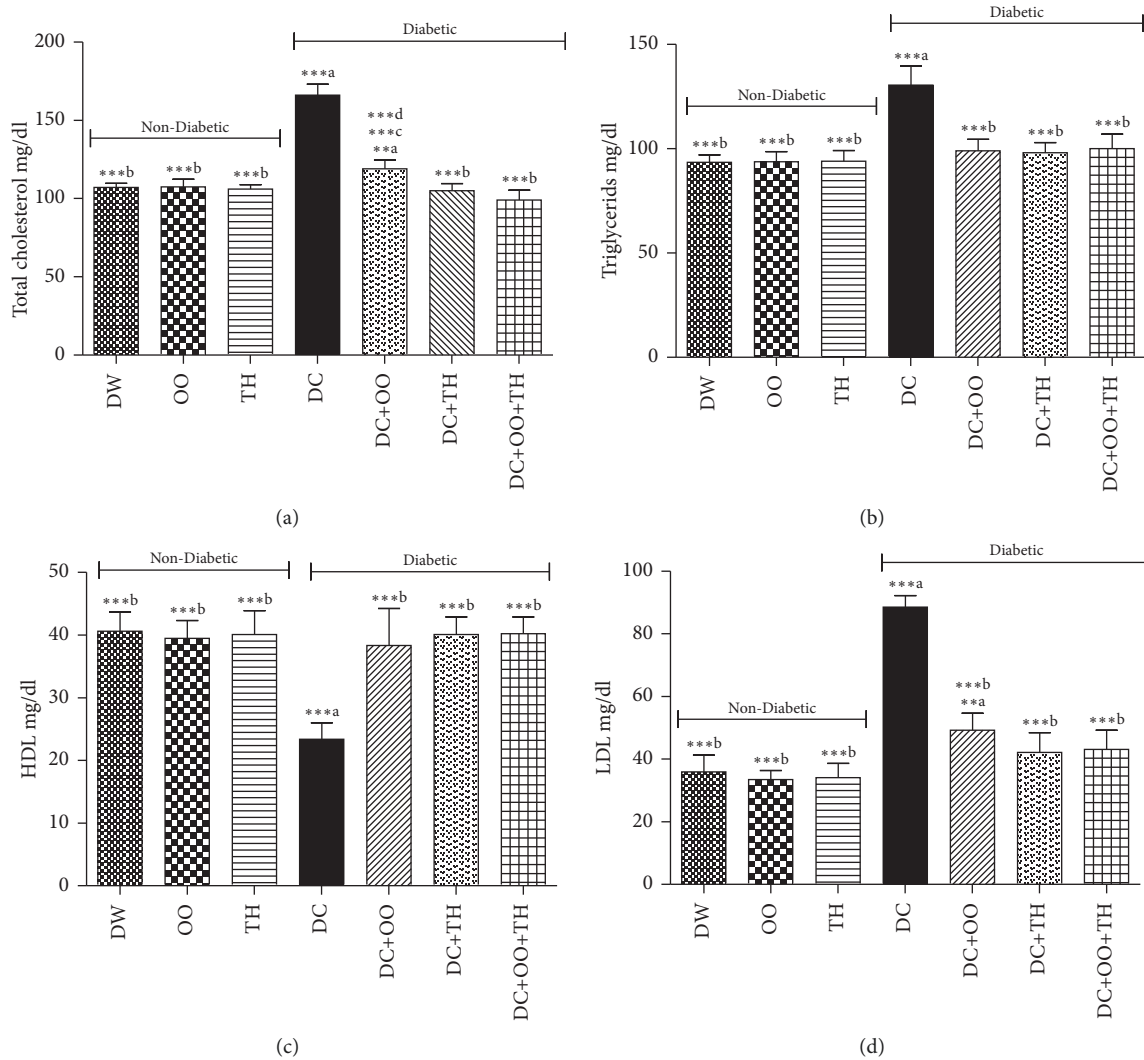 Diabetic
200
***a
150
Non-Diabetic
***d
***c
**a
***b
***b
***b
***b
***b
100
50
0
Total cholesterol mg/dl
DW
OO
TH
DC
DC+OO
DC+TH
DC+OO+TH
(a)
Diabetic
150
***a
Non-Diabetic
***b
***b
***b
***b
***b
***b
100
50
0
Triglycerids mg/dl
DW
OO
TH
DC
DC+OO
DC+TH
DC+OO+TH
(b)
Non-Diabetic
Diabetic
50
***b
***b
***b
***b
***b
***b
40
30
***a
20
10
0
HDL mg/dl
DW
OO
TH
DC
DC+OO
DC+TH
DC+OO+TH
(c)
Diabetic
100
***a
80
60
Non-Diabetic
***b
**a
***b
***b
***b
***b
***b
40
20
0
LDL mg/dl
DW
OO
TH
DC
DC+OO
DC+TH
DC+OO+TH
(d)